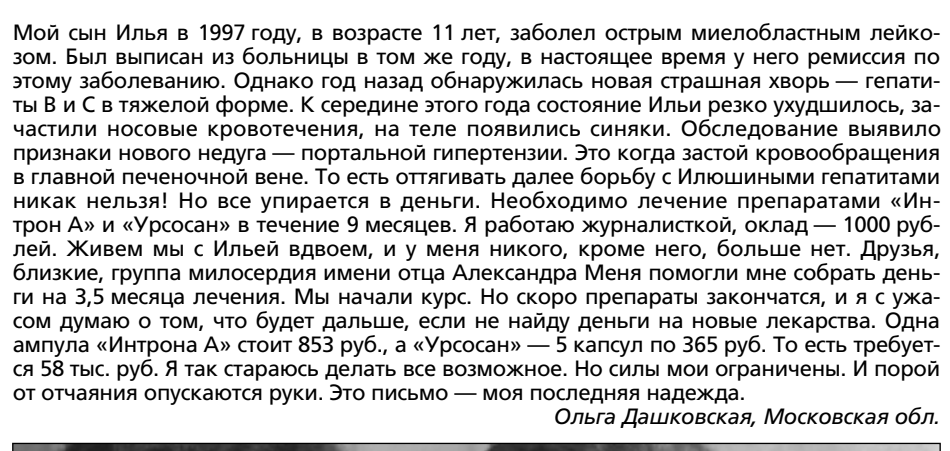 Мой сын Илья в 1997 году, в возрасте 11 лет, заболел острым миелобластным лейко-
зом. Был выписан из больницы в том же году, в настоящее время у него ремиссия по
этому заболеванию. Однако год назад обнаружилась новая страшная хворь — гепати-
ты В и С в тяжелой форме. К середине этого года состояние Ильи резко ухудшилось, за-
частили носовые кровотечения, на теле появились синяки. Обследование выявило
признаки нового недуга — портальной гипертензии. Это когда застой кровообращения
в главной печеночной вене. То есть оттягивать далее борьбу с Илюшиными гепатитами
никак нельзя! Но все упирается в деньги. Необходимо лечение препаратами «Ин-
трон А» и «Урсосан» в течение 9 месяцев. Я работаю журналисткой, оклад — 1000 руб-
лей. Живем мы с Ильей вдвоем, и у меня никого, кроме него, больше нет. Друзья,
близкие, группа милосердия имени отца Александра Меня помогли мне собрать день-
ги на 3,5 месяца лечения. Мы начали курс. Но скоро препараты закончатся, и я с ужа-
сом думаю о том, что будет дальше, если не найду деньги на новые лекарства. Одна
ампула «Интрона А» стоит 853 руб., а «Урсосан» — 5 капсул по 365 руб. То есть требует-
ся 58 тыс. руб. Я так стараюсь делать все возможное. Но силы мои ограничены. И порой
от отчаяния опускаются руки. Это письмо — моя последняя надежда.
Ольга Дашковская, Московская обл.